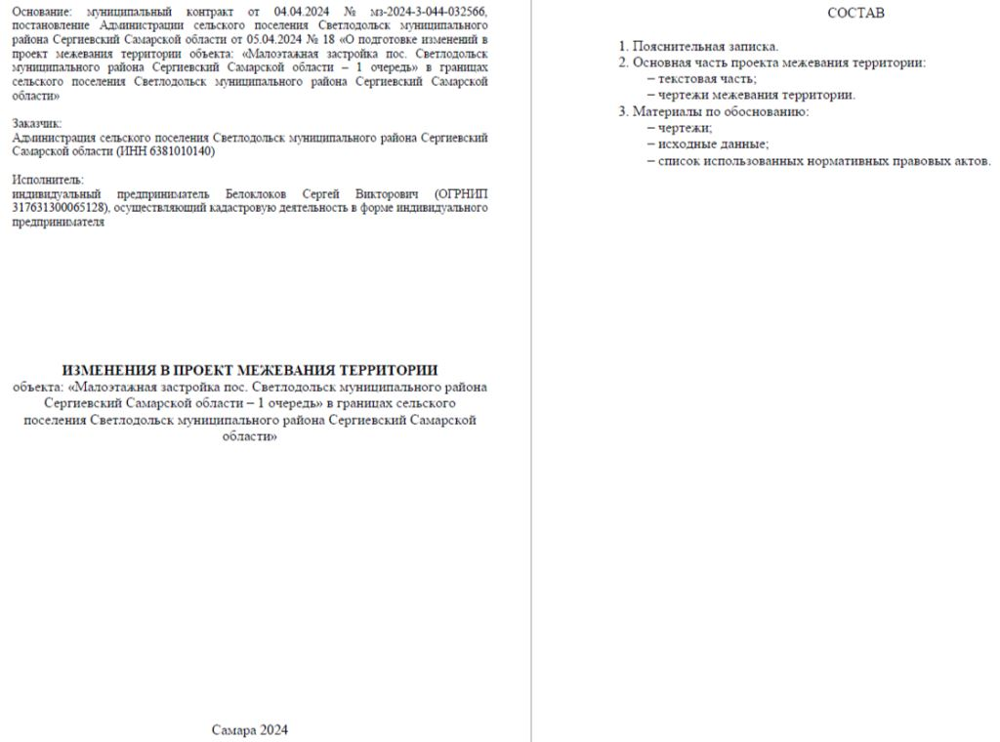 Основание: муниципальный контракт от 04.04.2024 № мз-2024-3-044-032566,
постановление Администрации сельского поселения Светлодольск муниципального
района Сергиевский Самарской области от 05.04.2024 № 18 «О подготовке изменений в
проект межевания территории объекта: «Малоэтажная застройка пос. Светлодольск
муниципального района Сергиевский Самарской области – 1 очередь» в границах
сельского поселения Светлодольск муниципального района Сергиевский Самарской
области»
Заказчик:
Администрация сельского поселения Светлодольск муниципального района Сергиевский
Самарской области (ИНН 6381010140)
Исполнитель:
индивидуальный предприниматель Белоклоков Сергей Викторович (ОГРНИП
317631300065128), осуществляющий кадастровую деятельность в форме индивидуального
предпринимателя
ИЗМЕНЕНИЯ В ПРОЕКТ МЕЖЕВАНИЯ ТЕРРИТОРИИ
объекта: «Малоэтажная застройка пос. Светлодольск муниципального района
Сергиевский Самарской области – 1 очередь» в границах сельского
поселения Светлодольск муниципального района Сергиевский Самарской
области»
Самара 2024
СОСТАВ
1. Пояснительная записка.
2. Основная часть проекта межевания территории:
– текстовая часть;
– чертежи межевания территории.
3. Материалы по обоснованию:
– чертежи;
– исходные данные;
– список использованных нормативных правовых актов.